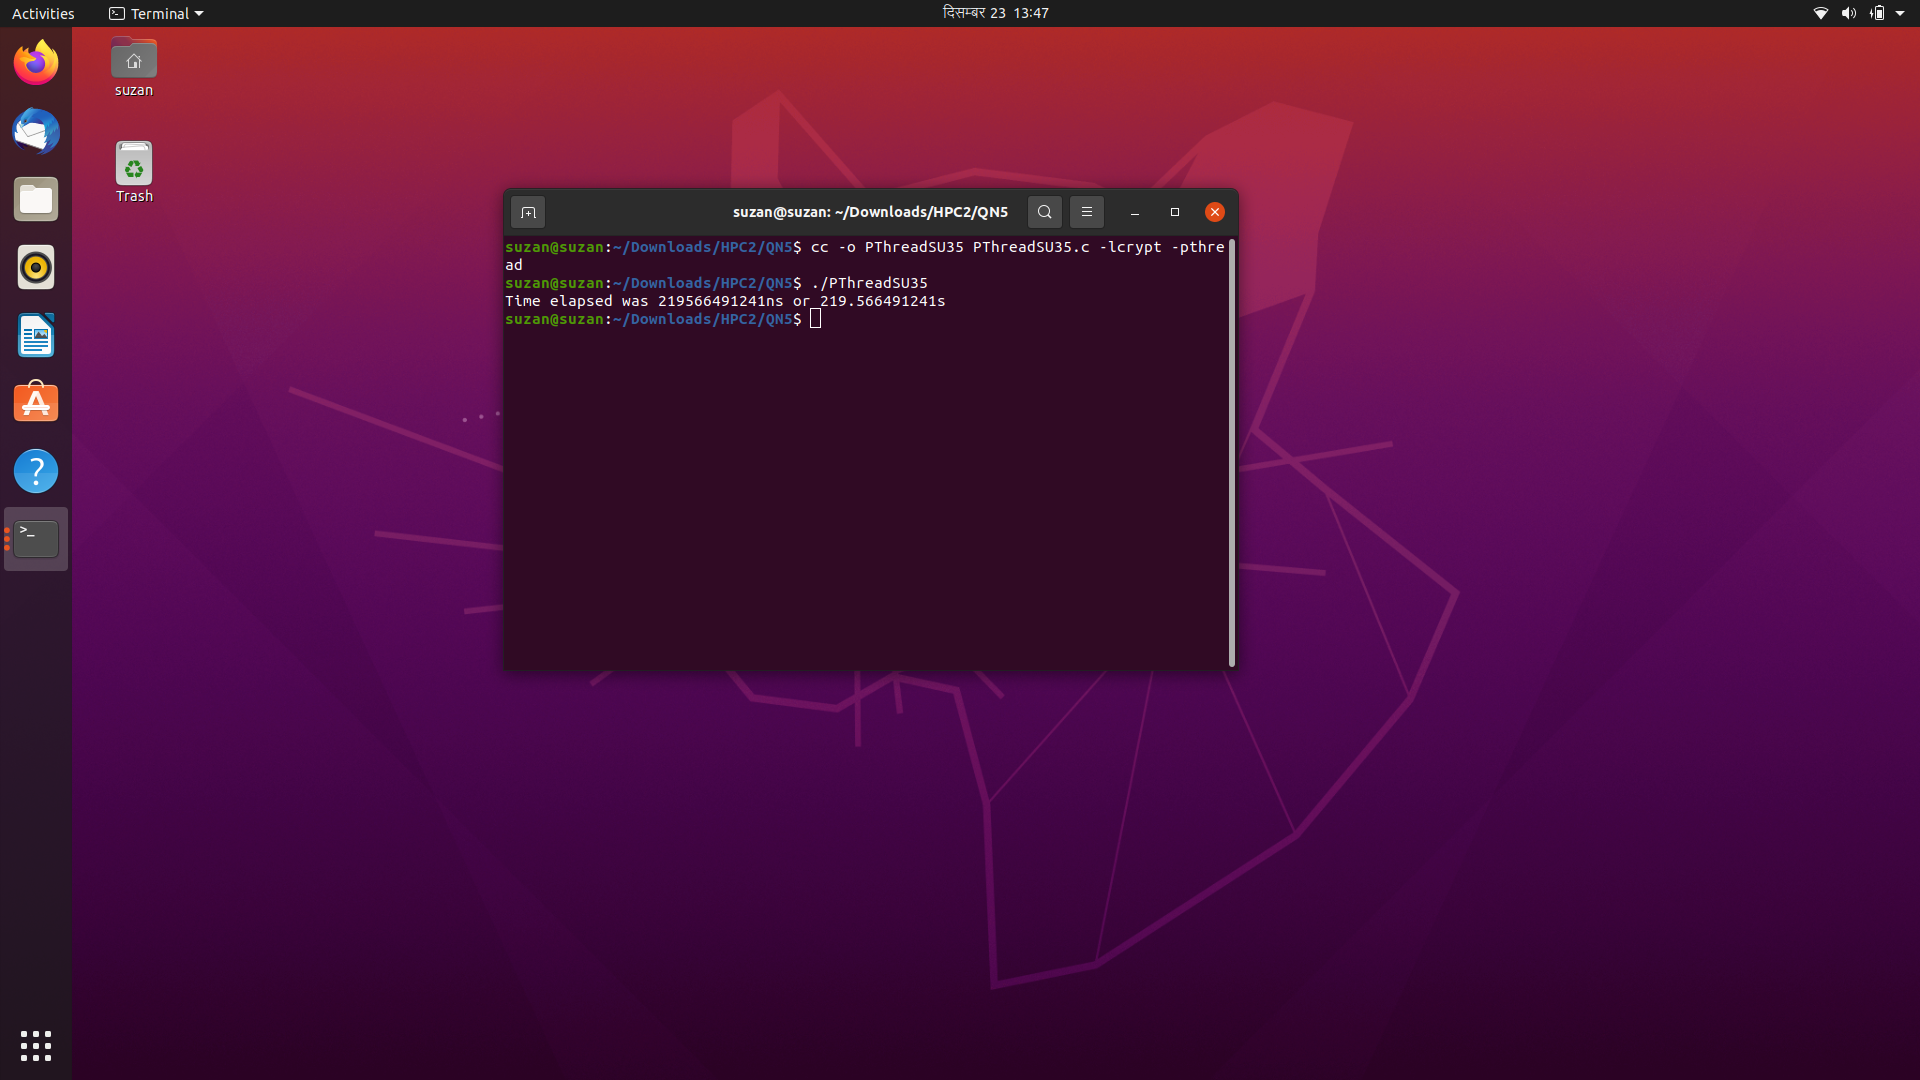 Activities
Terminal
दिसम्बर 23 13:47
suzan
Trash
suzan@suzan: ~/Downloads/HPC2/QN5
suzan@suzan:~/Downloads/HPC2/QN5$ cc -o PThreadSU35 PThreadSU35.c -lcrypt -pthre
ad
suzan@suzan:~/Downloads/HPC2/QN5$ ./PThreadSU35
Time elapsed was 219566491241ns or 219.566491241s
suzan@suzan:~/Downloads/HPC2/QN5$